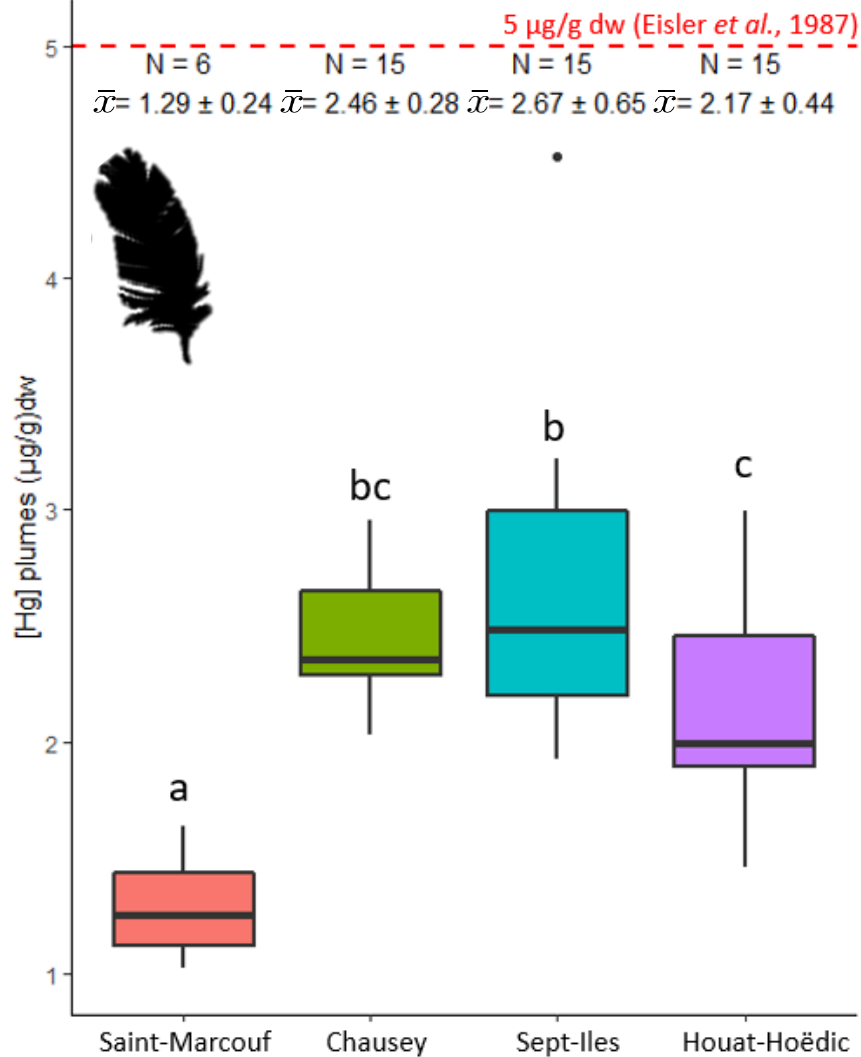 5 µg/g dw (Eisler et al., 1987)
N = 6 N = 15 N = 15 N = 15
x̅= 1.29 ± 0.24 x̅= 2.46 ± 0.28 x̅= 2.67 ± 0.65 x̅= 2.17 ± 0.44
[Hg] plumes (µg/g)dw
5
4
3
2
1
a
bc
b
c
Saint-Marcouf Chausey Sept-Iles Houat-Hoëdic